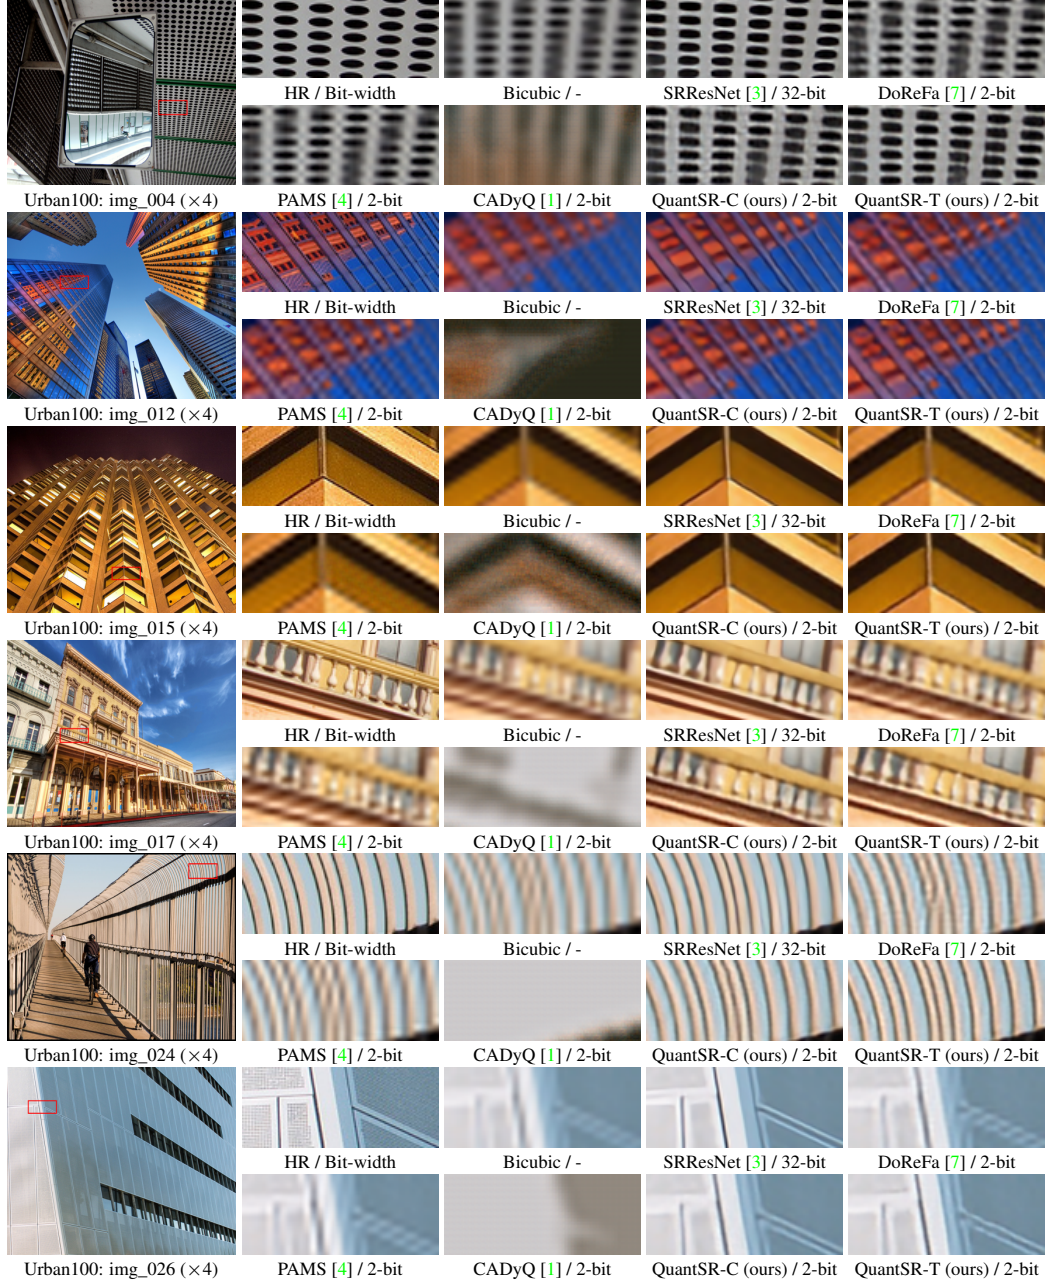 HR / Bit-width Bicubic / - SRResNet [3] / 32-bit DoReFa [7] / 2-bit
Urban100: img_004 (×4) PAMS [4] / 2-bit CADyQ [1] / 2-bit QuantSR-C (ours) / 2-bit QuantSR-T (ours) / 2-bit
HR / Bit-width Bicubic / - SRResNet [3] / 32-bit DoReFa [7] / 2-bit
Urban100: img_012 (×4) PAMS [4] / 2-bit CADyQ [1] / 2-bit QuantSR-C (ours) / 2-bit QuantSR-T (ours) / 2-bit
HR / Bit-width Bicubic / - SRResNet [3] / 32-bit DoReFa [7] / 2-bit
Urban100: img_015 (×4) PAMS [4] / 2-bit CADyQ [1] / 2-bit QuantSR-C (ours) / 2-bit QuantSR-T (ours) / 2-bit
HR / Bit-width Bicubic / - SRResNet [3] / 32-bit DoReFa [7] / 2-bit
Urban100: img_017 (×4) PAMS [4] / 2-bit CADyQ [1] / 2-bit QuantSR-C (ours) / 2-bit QuantSR-T (ours) / 2-bit
HR / Bit-width Bicubic / - SRResNet [3] / 32-bit DoReFa [7] / 2-bit
Urban100: img_024 (×4) PAMS [4] / 2-bit CADyQ [1] / 2-bit QuantSR-C (ours) / 2-bit QuantSR-T (ours) / 2-bit
HR / Bit-width Bicubic / - SRResNet [3] / 32-bit DoReFa [7] / 2-bit
Urban100: img_026 (×4) PAMS [4] / 2-bit CADyQ [1] / 2-bit QuantSR-C (ours) / 2-bit QuantSR-T (ours) / 2-bit